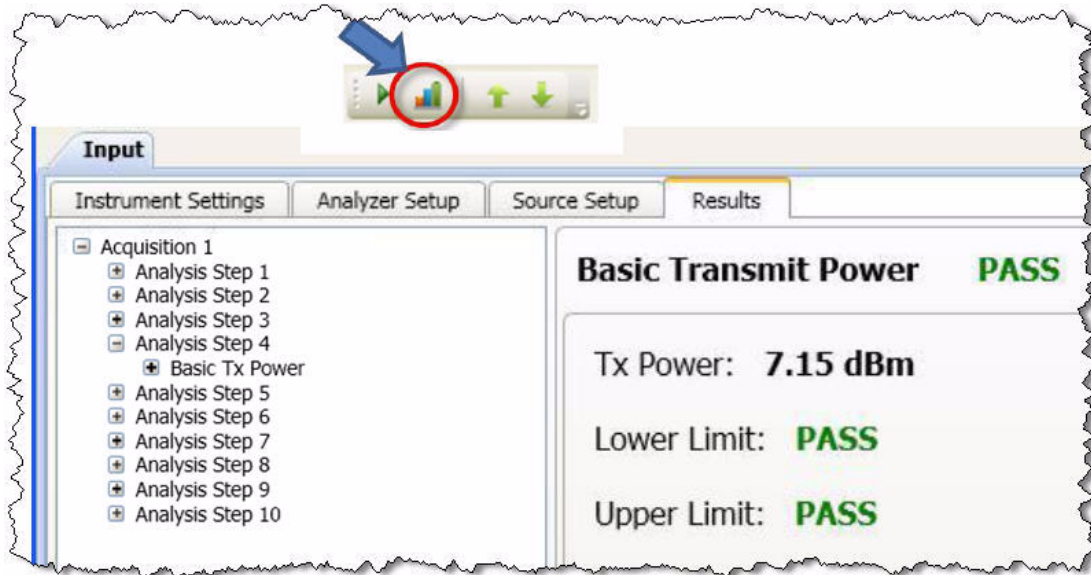 Input
Instrument Settings
Analyzer Setup
Source Setup
Results
Acquisition 1
Analysis Step 1
Analysis Step 2
Analysis Step 3
Analysis Step 4
Basic Tx Power
Analysis Step 5
Analysis Step 6
Analysis Step 7
Analysis Step 8
Analysis Step 9
Analysis Step 10
Basic Transmit Power PASS
Tx Power: 7.15 dBm
Lower Limit: PASS
Upper Limit: PASS